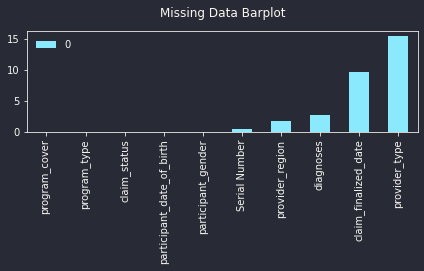 Missing Data Barplot
15
10
5
0
0
program_cover
program_type
claim_status
participant_date_of_birth
participant_gender
Serial Number
provider_region
diagnoses
claim_finalized_date
provider_type